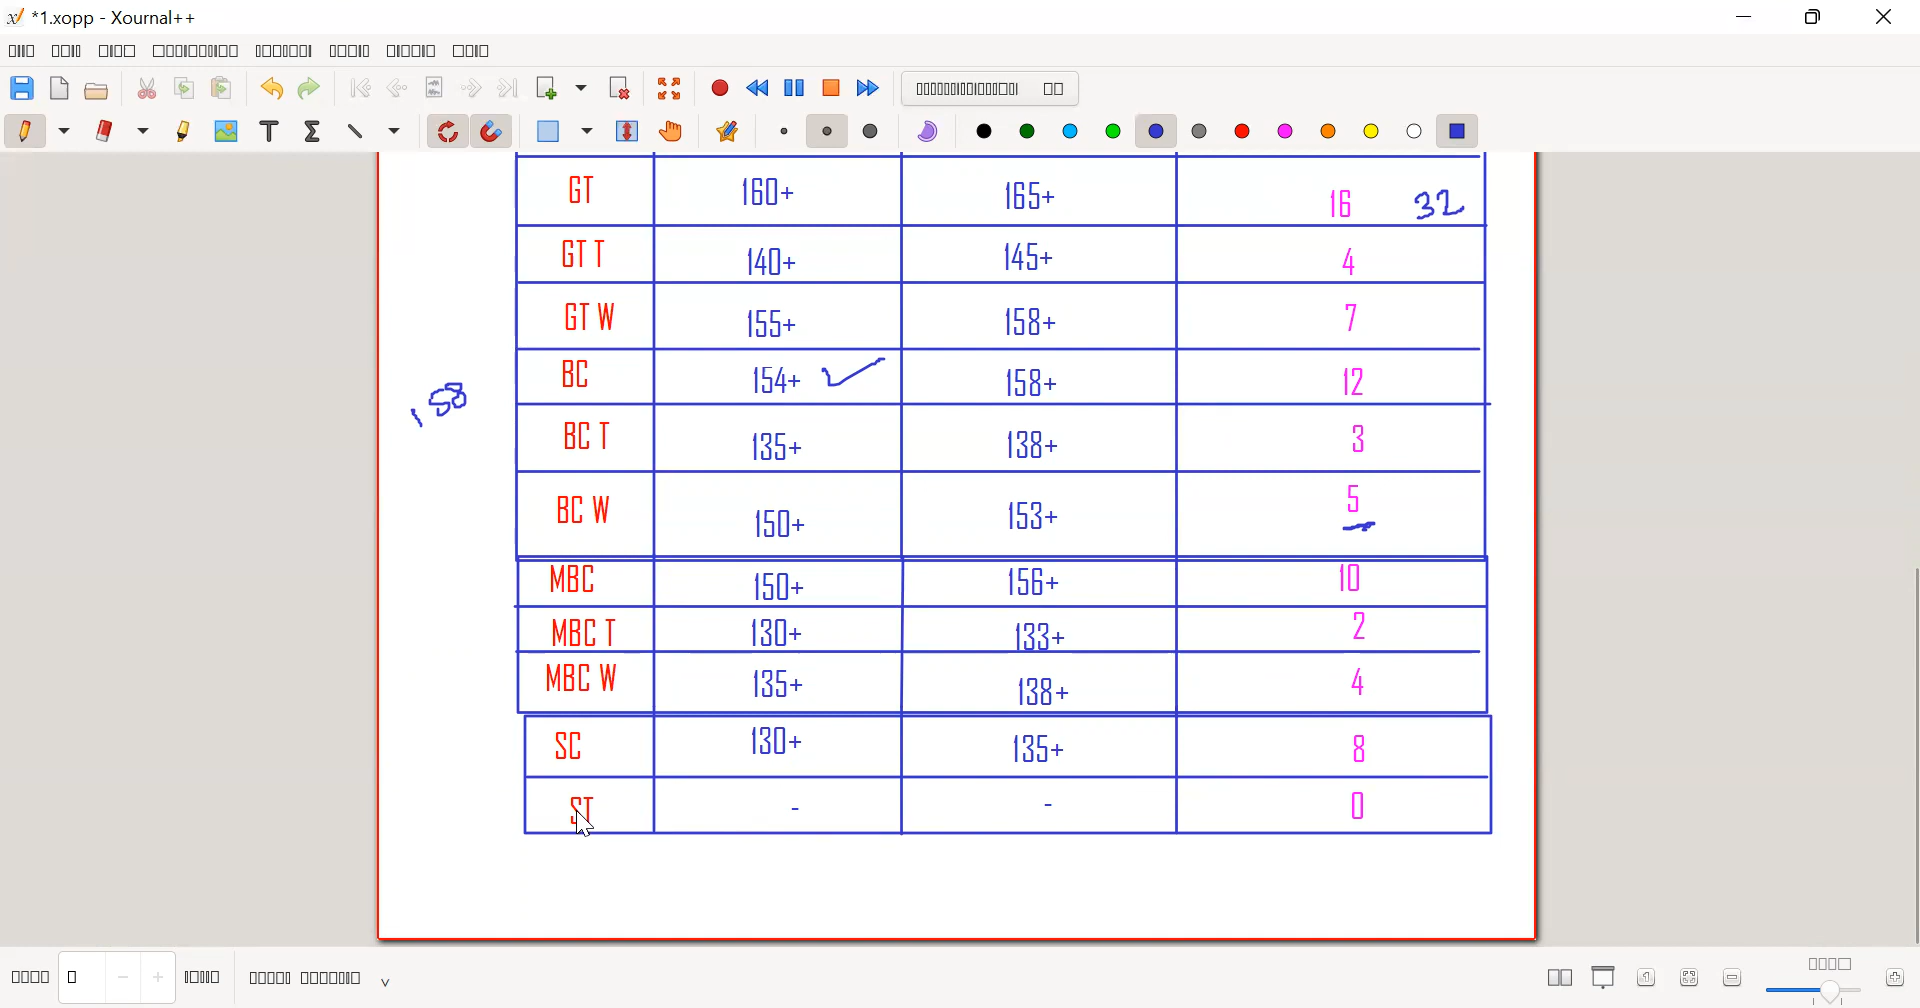 *1.xopp - Xournal++
GT 160+ 165+ 16 32
GT T 140+ 145+ 4
GT W 155+ 158+ 7
BC 154+ 158+ 12
158
BC T 135+ 138+ 3
BC W 150+ 153+ 5
MBC 150+ 156+ 10
MBC T 130+ 133+ 2
MBC W 135+ 138+ 4
SC 130+ 135+ 8
ST - - 0